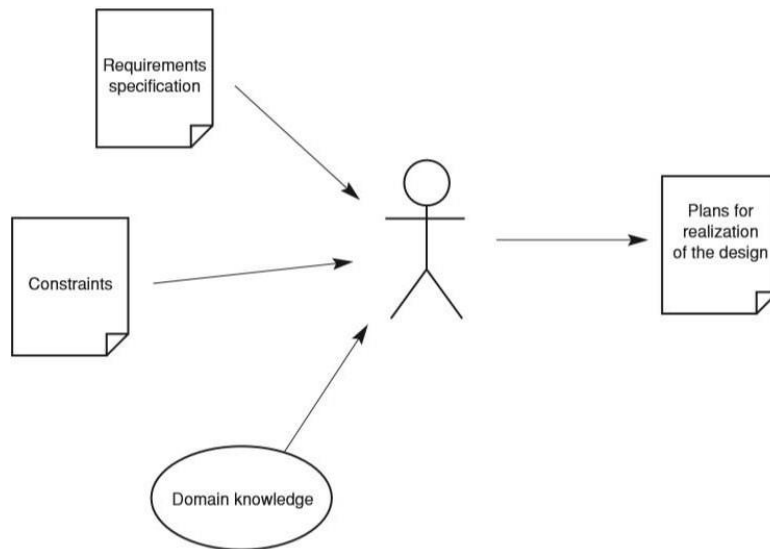 Requirements
specification
Constraints
Domain knowledge
Plans for
realization
of the design